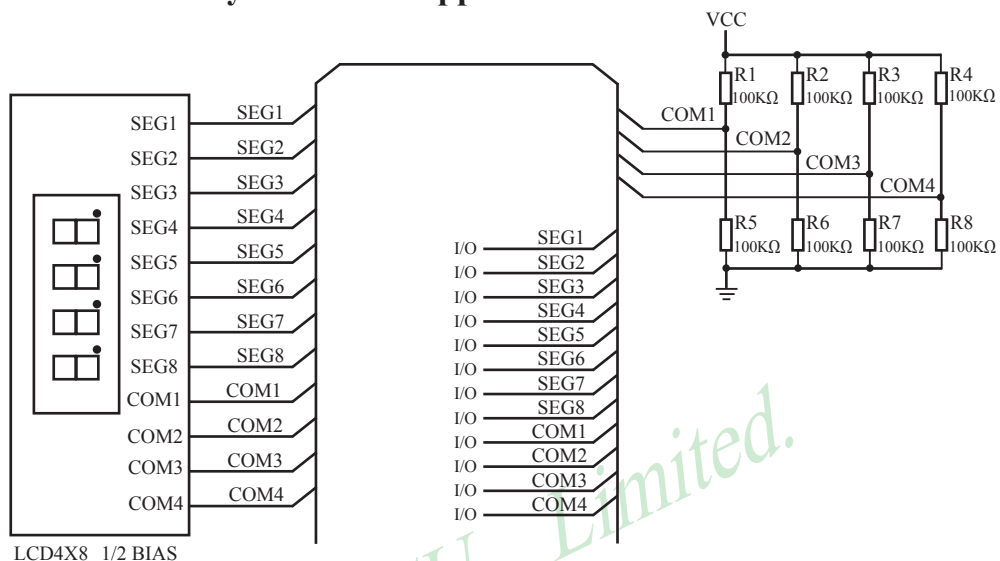 VCC
R1
100KΩ
R2
100KΩ
R3
100KΩ
R4
100KΩ
COM1
COM2
COM3
COM4
R5
100KΩ
R6
100KΩ
R7
100KΩ
R8
100KΩ
SEG1 SEG1
SEG2 SEG2
SEG3 SEG3
SEG4 SEG4
SEG5 SEG5
SEG6 SEG6
SEG7 SEG7
SEG8 SEG8
COM1 COM1
COM2 COM2
COM3 COM3
COM4 COM4
I/O SEG1
I/O SEG2
I/O SEG3
I/O SEG4
I/O SEG5
I/O SEG6
I/O SEG7
I/O SEG8
I/O COM1
I/O COM2
I/O COM3
I/O COM4
LCD4X8 1/2 BIAS
Limited.